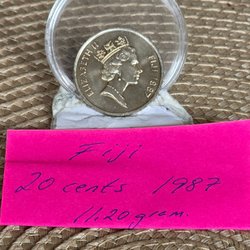 ELIZABETH II FIJI 1987
Fiji
20 cents 1987
11.20 gram.